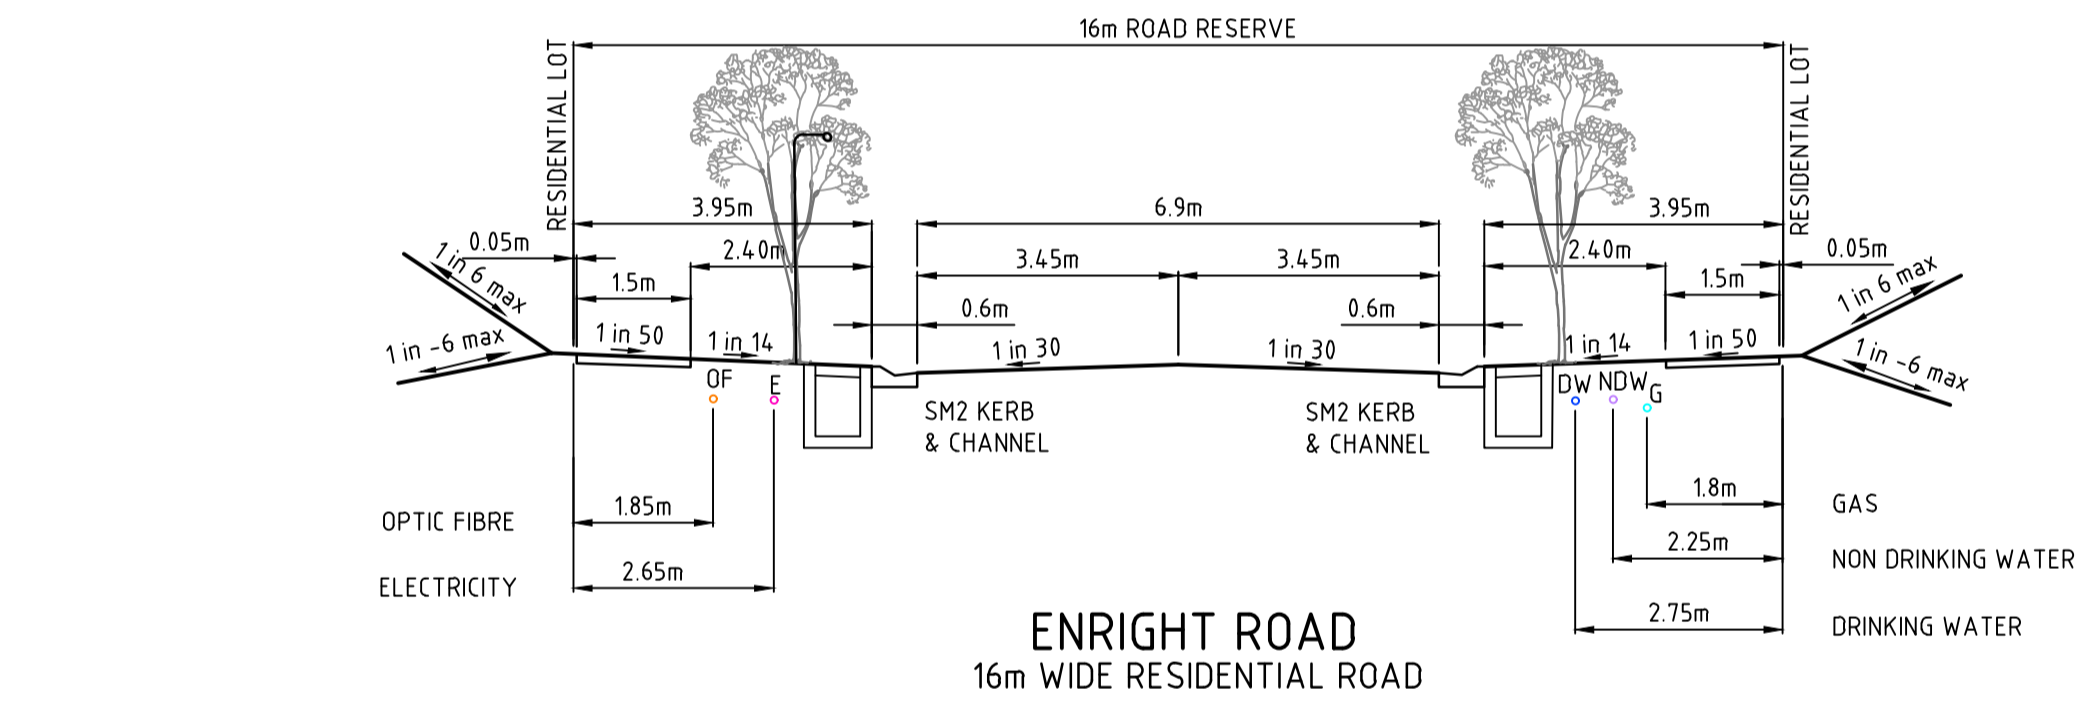 16m ROAD RESERVE
RESIDENTIAL LOT
RESIDENTIAL LOT
3.95m
6.9m
3.95m
0.05m
2.40m
3.45m
3.45m
2.40m
0.05m
1 in 6 max
1.5m
0.6m
0.6m
1.5m
1 in 6 max
1 in -6 max
1 in 50
1 in 14
1 in 30
1 in 30
1 in 14
1 in 50
1 in -6 max
OF
E
DW
NDW
G
SM2 KERB
& CHANNEL
SM2 KERB
& CHANNEL
OPTIC FIBRE
1.85m
1.8m
GAS
2.25m
NON DRINKING WATER
ELECTRICITY
2.65m
2.75m
DRINKING WATER
ENRIGHT ROAD
16m WIDE RESIDENTIAL ROAD